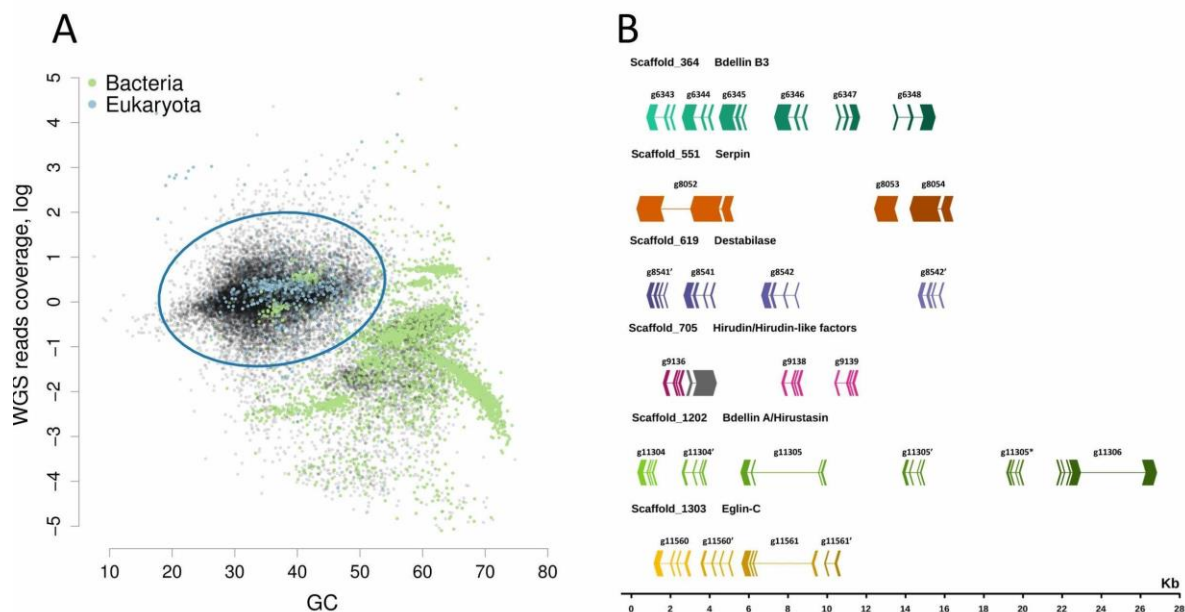 A
Bacteria
Eukaryota
WGS reads coverage, log
5
4
3
2
1
0
−1
−2
−3
−4
−5
10 20 30 40 50 60 70 80
GC
B
Scaffold_364 Bdellin B3
g6343 g6344 g6345 g6346 g6347 g6348
Scaffold_551 Serpin
g8052 g8053 g8054
Scaffold_619 Destabilase
g8541′ g8541 g8542 g8542′
Scaffold_705 Hirudin/Hirudin-like factors
g9136 g9138 g9139
Scaffold_1202 Bdellin A/Hirustasin
g11304 g11304′ g11305 g11305′ g11305* g11306
Scaffold_1303 Eglin-C
g11560 g11560′ g11561 g11561′
Kb
0 2 4 6 8 10 12 14 16 18 20 22 24 26 28